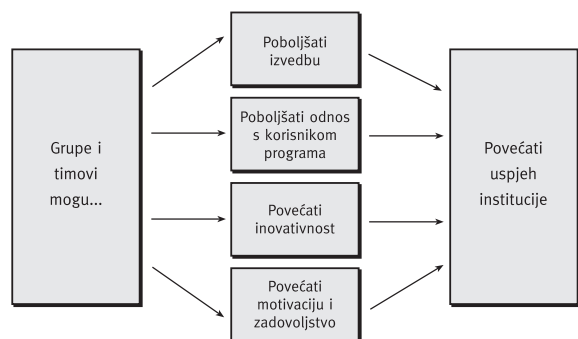 Grupe i
timovi
mogu...
Poboljšati
izvedbu
Poboljšati odnos
s korisnikom
programa
Povećati
inovativnost
Povećati
motivaciju i
zadovoljstvo
Povećati
uspjeh
institucije